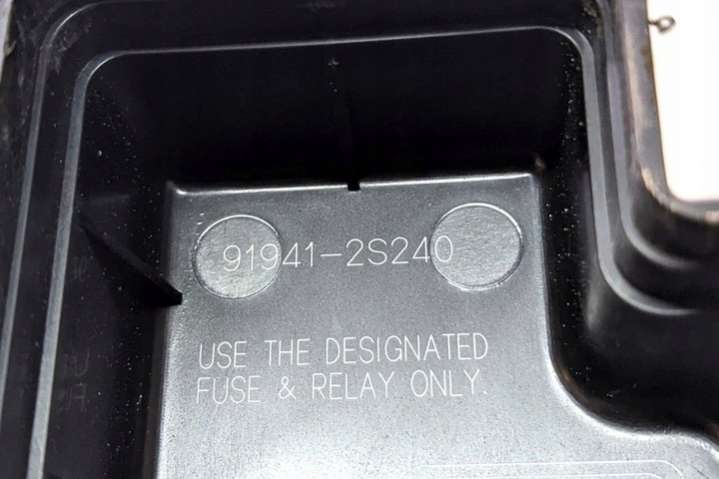 91941-2S240
USE THE DESIGNATED
FUSE & RELAY ONLY.